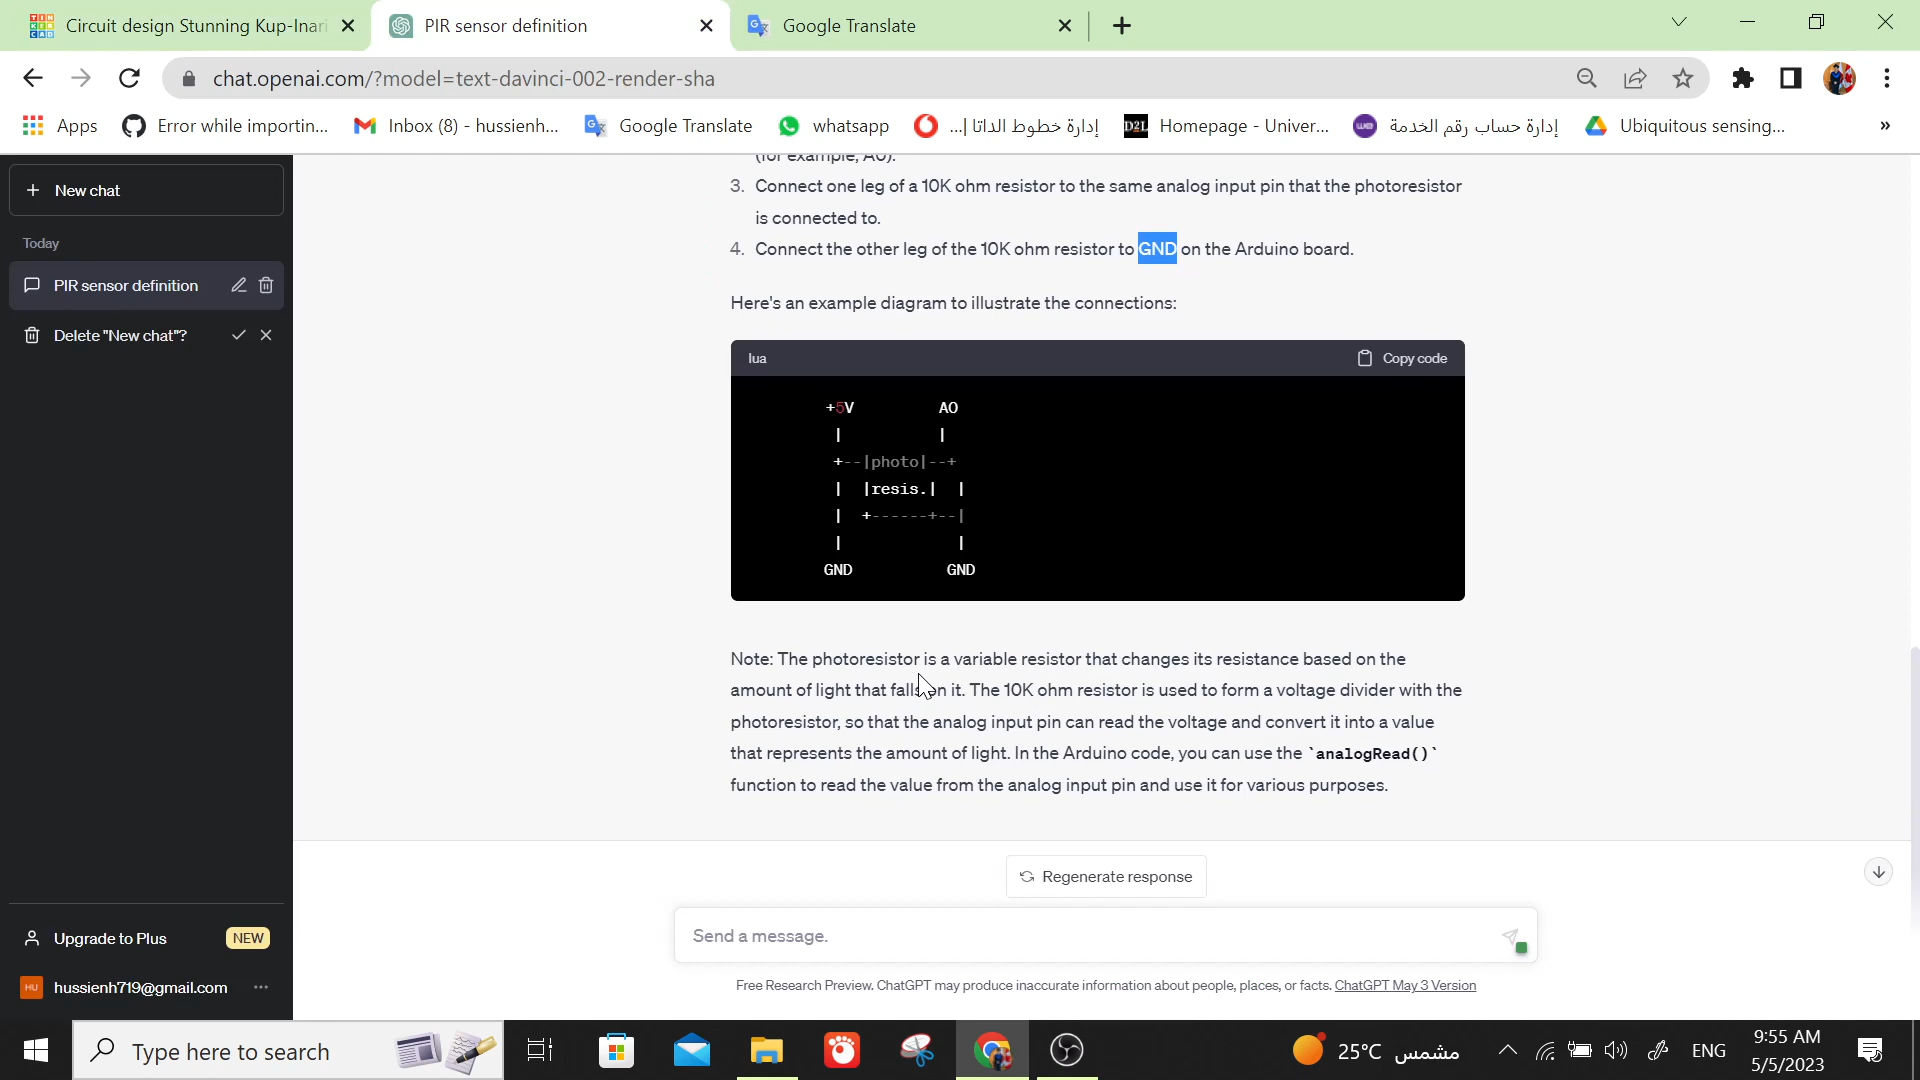 Circuit design Stunning Kup-Inari
PIR sensor definition
Google Translate
chat.openai.com/?model=text-davinci-002-render-sha
Apps
Error while importin...
Inbox (8) - hussienh...
Google Translate
whatsapp
إدارة خطوط الداتا |...
Homepage - Univer...
إدارة حساب رقم الخدمة
Ubiquitous sensing...
»
New chat
Today
PIR sensor definition
Delete "New chat"?
(for example, A0).
3. Connect one leg of a 10K ohm resistor to the same analog input pin that the photoresistor
is connected to.
4. Connect the other leg of the 10K ohm resistor to GND on the Arduino board.
Here's an example diagram to illustrate the connections:
lua
Copy code
+5V AO
| |
+--|photo|--+
| |resis.| |
| +------+--|
| |
GND GND
Note: The photoresistor is a variable resistor that changes its resistance based on the
amount of light that falls on it. The 10K ohm resistor is used to form a voltage divider with the
photoresistor, so that the analog input pin can read the voltage and convert it into a value
that represents the amount of light. In the Arduino code, you can use the `analogRead()`
function to read the value from the analog input pin and use it for various purposes.
Regenerate response
Send a message.
Free Research Preview. ChatGPT may produce inaccurate information about people, places, or facts. ChatGPT May 3 Version
Upgrade to Plus
NEW
HU
hussienh719@gmail.com
Type here to search
25°C مشمس
ENG
9:55 AM
5/5/2023